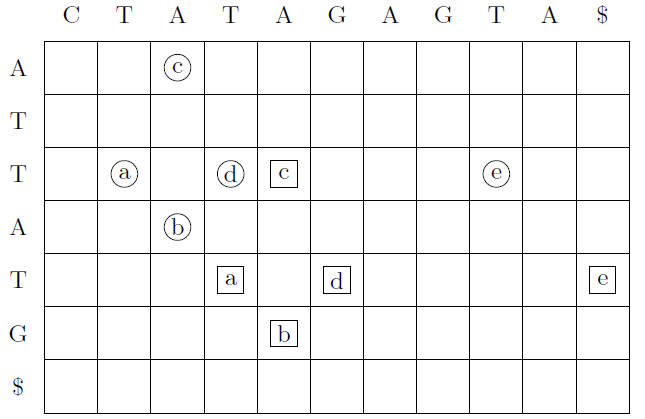 C T A T A G A G T A $
A c
T
T a d c e
A b
T a d e
G b
$